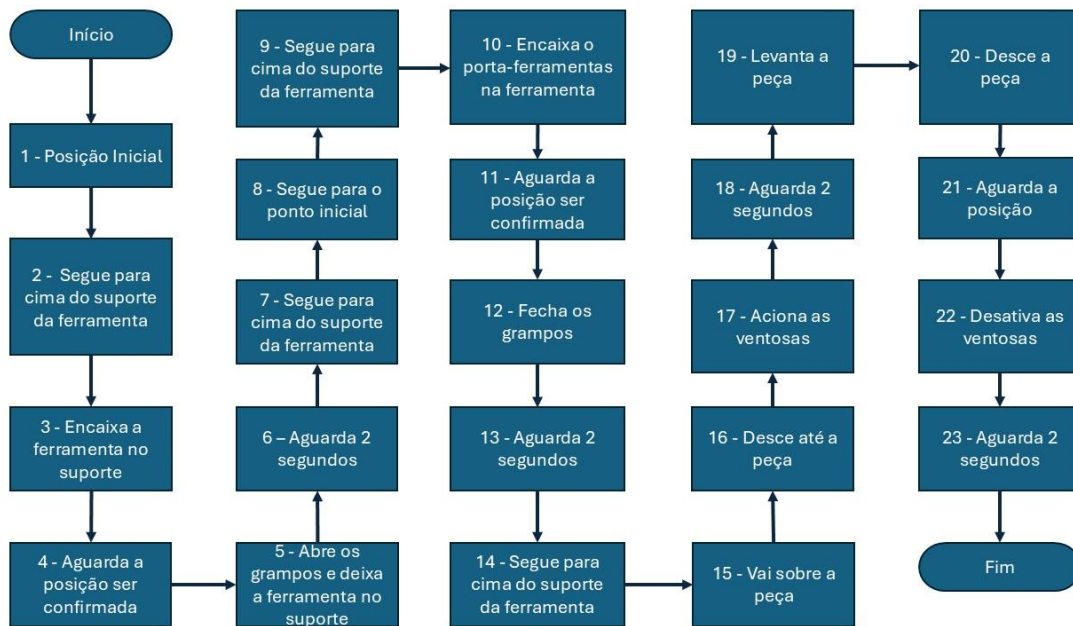 Início
1 - Posição Inicial
2 -  Segue para
cima do suporte
da ferramenta
3 - Encaixa a
ferramenta no
suporte
4 - Aguarda a
posição ser
confirmada
5 - Abre os
grampos e deixa
a ferramenta no
suporte
6 – Aguarda 2
segundos
7 - Segue para
cima do suporte
da ferramenta
8 - Segue para o
ponto inicial
9 - Segue para
cima do suporte
da ferramenta
10 - Encaixa o
porta-ferramentas
na ferramenta
11 - Aguarda a
posição ser
confirmada
12 - Fecha os
grampos
13 - Aguarda 2
segundos
14 - Segue para
cima do suporte
da ferramenta
15 - Vai sobre a
peça
16 - Desce até a
peça
17 - Aciona as
ventosas
18 - Aguarda 2
segundos
19 - Levanta a
peça
20 - Desce a
peça
21 - Aguarda a
posição
22 - Desativa as
ventosas
23 - Aguarda 2
segundos
Fim